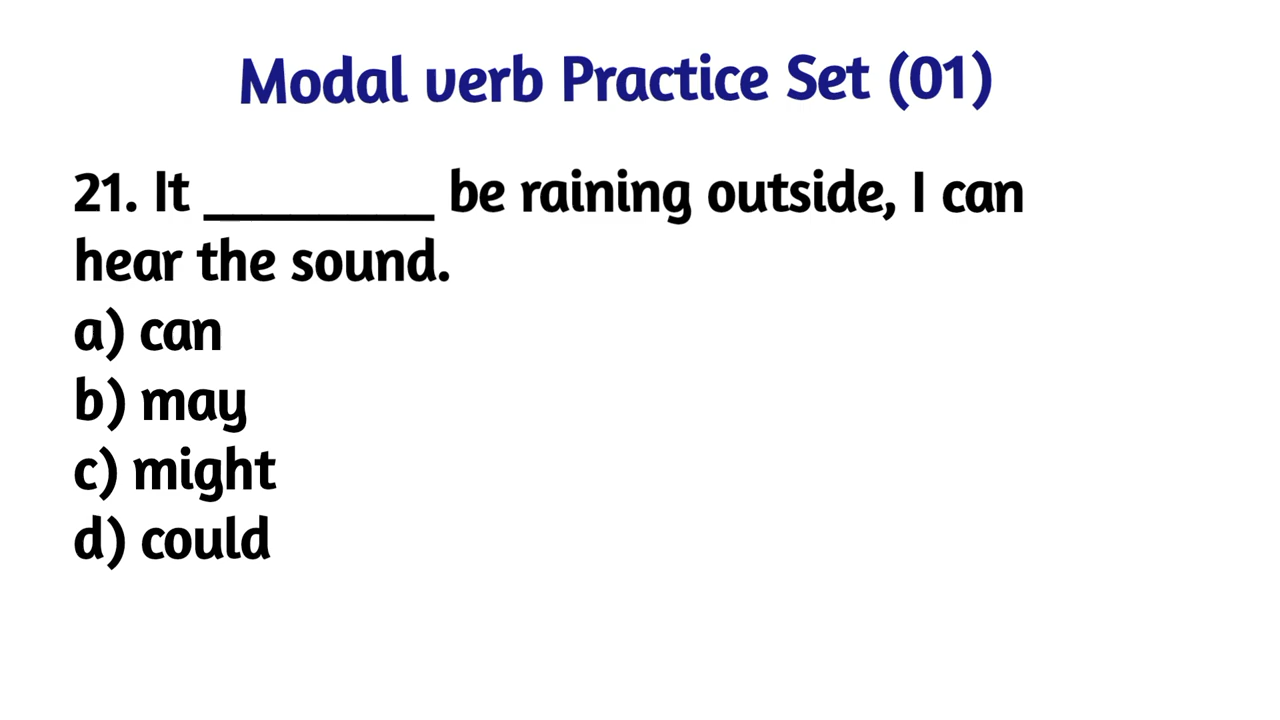 Modal verb Practice Set (01)
21. It ________ be raining outside, I can
hear the sound.
a) can
b) may
c) might
d) could